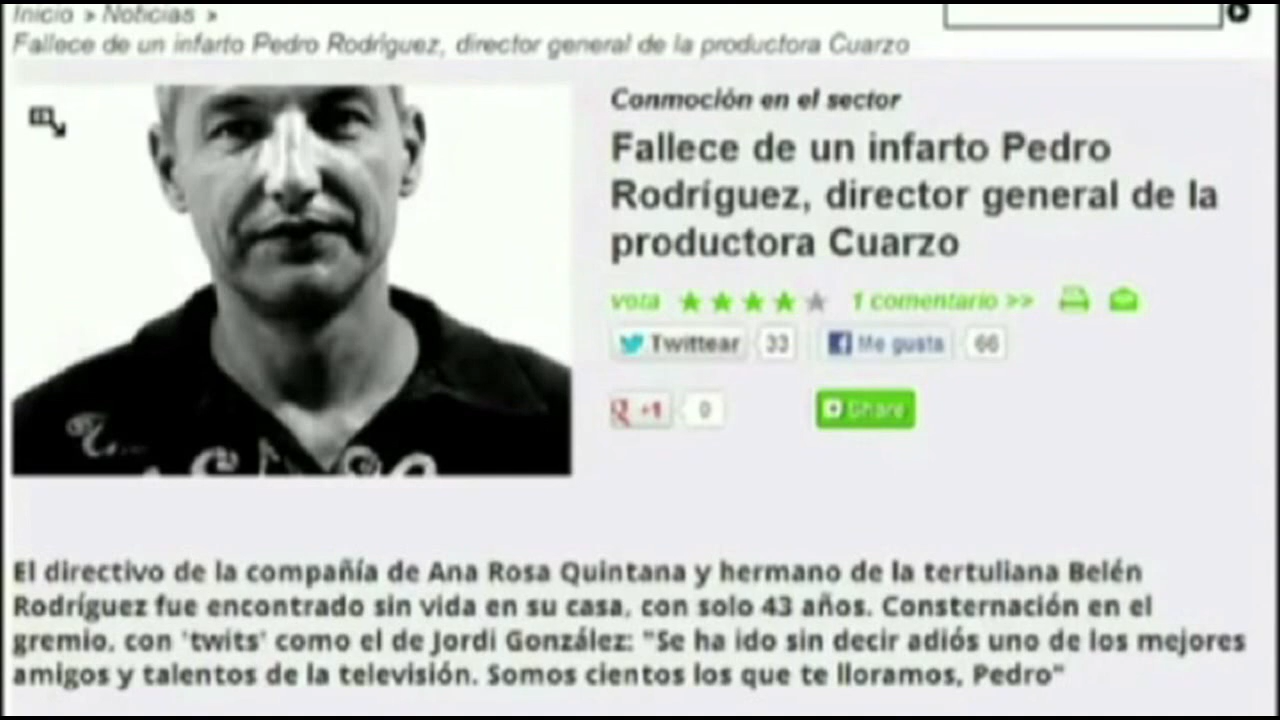 Inicio » Noticias »
Fallece de un infarto Pedro Rodríguez, director general de la productora Cuarzo
Conmoción en el sector
Fallece de un infarto Pedro
Rodríguez, director general de la
productora Cuarzo
vota 1 comentario >>
Twittear 33 Me gusta 66
+1 0 Share
El directivo de la compañía de Ana Rosa Quintana y hermano de la tertuliana Belén
Rodríguez fue encontrado sin vida en su casa, con solo 43 años. Consternación en el
gremio, con 'twits' como el de Jordi González: "Se ha ido sin decir adiós uno de los mejores
amigos y talentos de la televisión. Somos cientos los que te lloramos, Pedro"